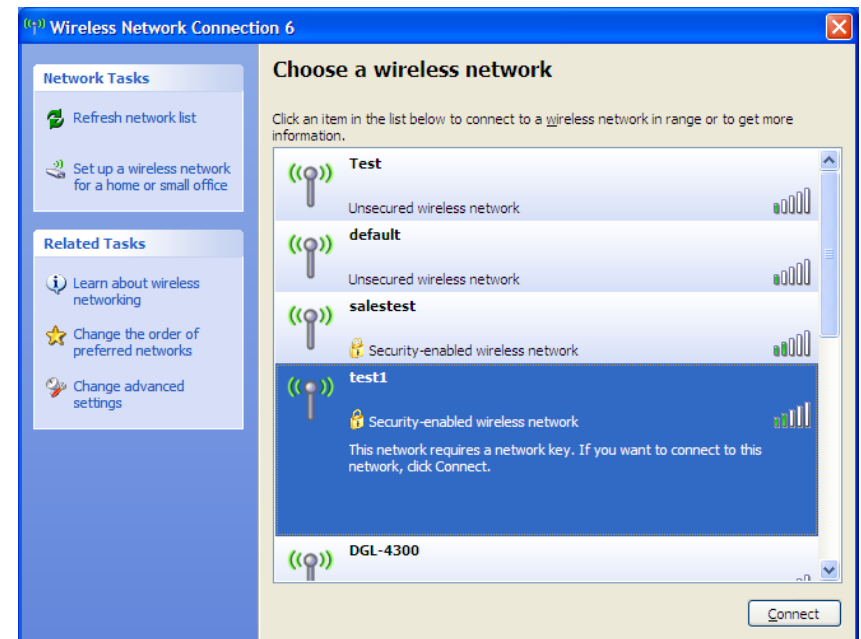 Wireless Network Connection 6
Network Tasks
Refresh network list
Set up a wireless network
for a home or small office
Related Tasks
Learn about wireless
networking
Change the order of
preferred networks
Change advanced
settings
Choose a wireless network
Click an item in the list below to connect to a wireless network in range or to get more
information.
Test
Unsecured wireless network
default
Unsecured wireless network
salestest
Security-enabled wireless network
test1
Security-enabled wireless network
This network requires a network key. If you want to connect to this
network, click Connect.
DGL-4300
Connect